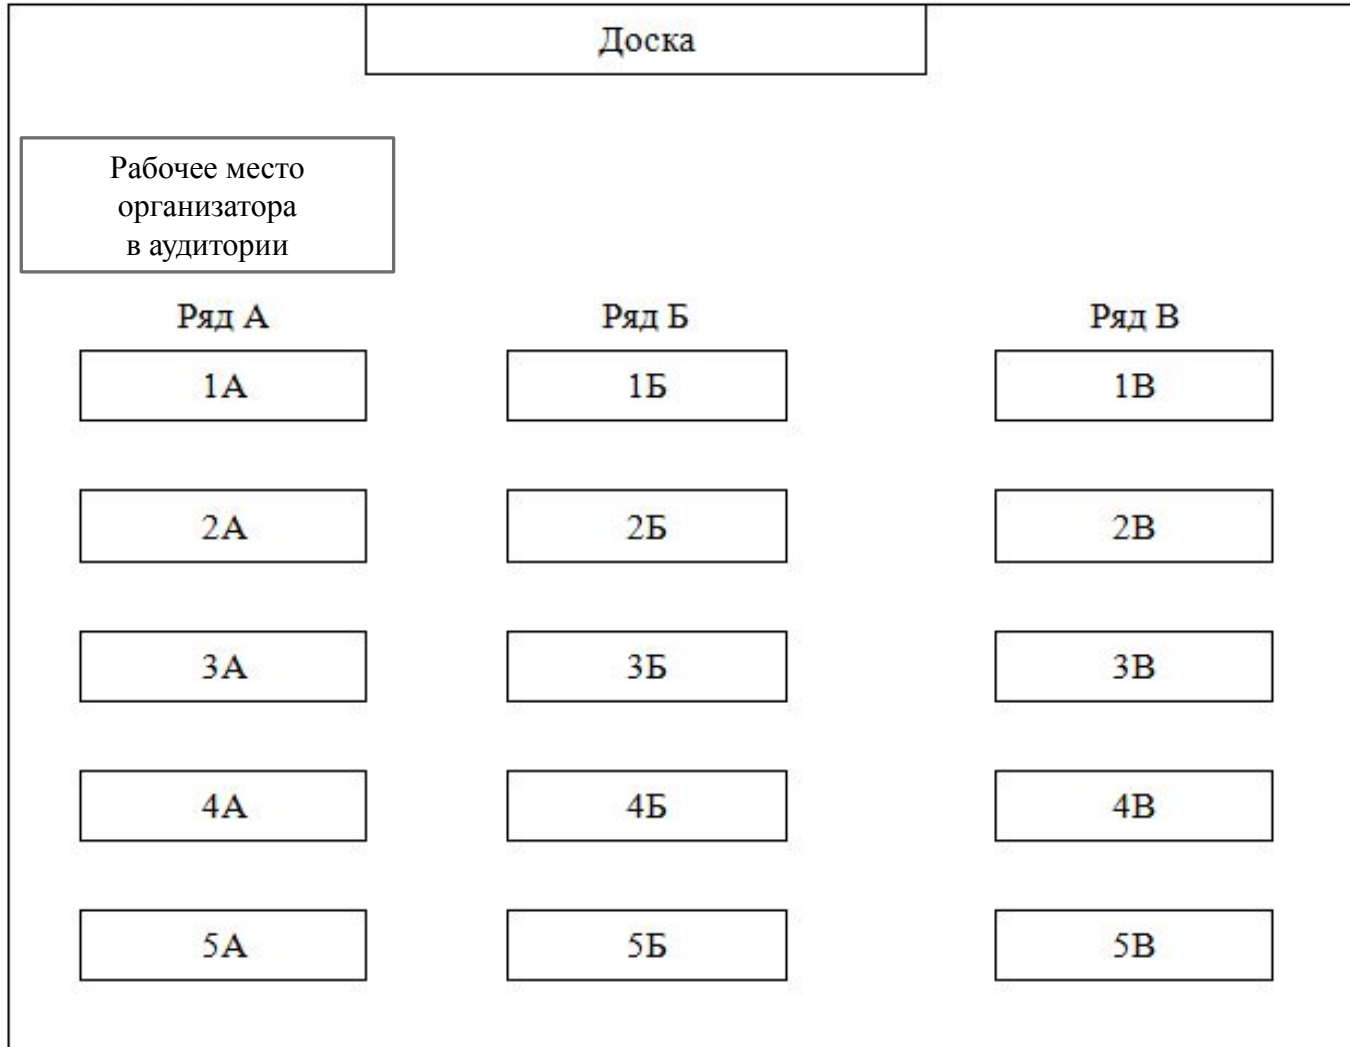 Доска
Рабочее место
организатора
в аудитории
Ряд А
Ряд Б
Ряд В
1А
1Б
1В
2А
2Б
2В
3А
3Б
3В
4А
4Б
4В
5А
5Б
5В